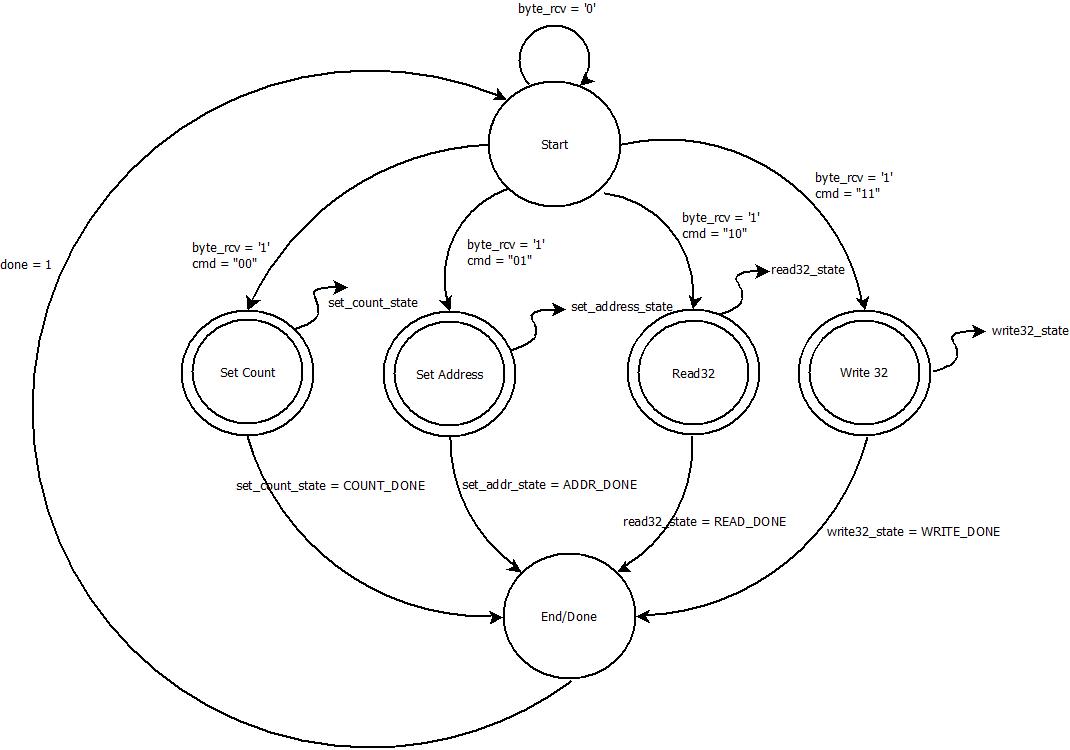 byte_rcv = '0'
Start
byte_rcv = '1'
cmd = "11"
byte_rcv = '1'
cmd = "10"
byte_rcv = '1'
cmd = "01"
byte_rcv = '1'
cmd = "00"
done = 1
read32_state
set_count_state
set_address_state
write32_state
Set Count
Set Address
Read32
Write 32
set_count_state = COUNT_DONE
set_addr_state = ADDR_DONE
read32_state = READ_DONE
write32_state = WRITE_DONE
End/Done